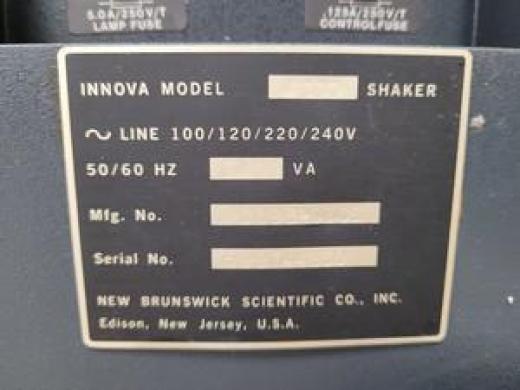 5.0A/250V/T
LAMP FUSE
.125A/250V/T
CONTROL FUSE
INNOVA MODEL SHAKER
∼ LINE 100/120/220/240V
50/60 HZ VA
Mfg. No.
Serial No.
NEW BRUNSWICK SCIENTIFIC CO., INC.
Edison, New Jersey, U.S.A.